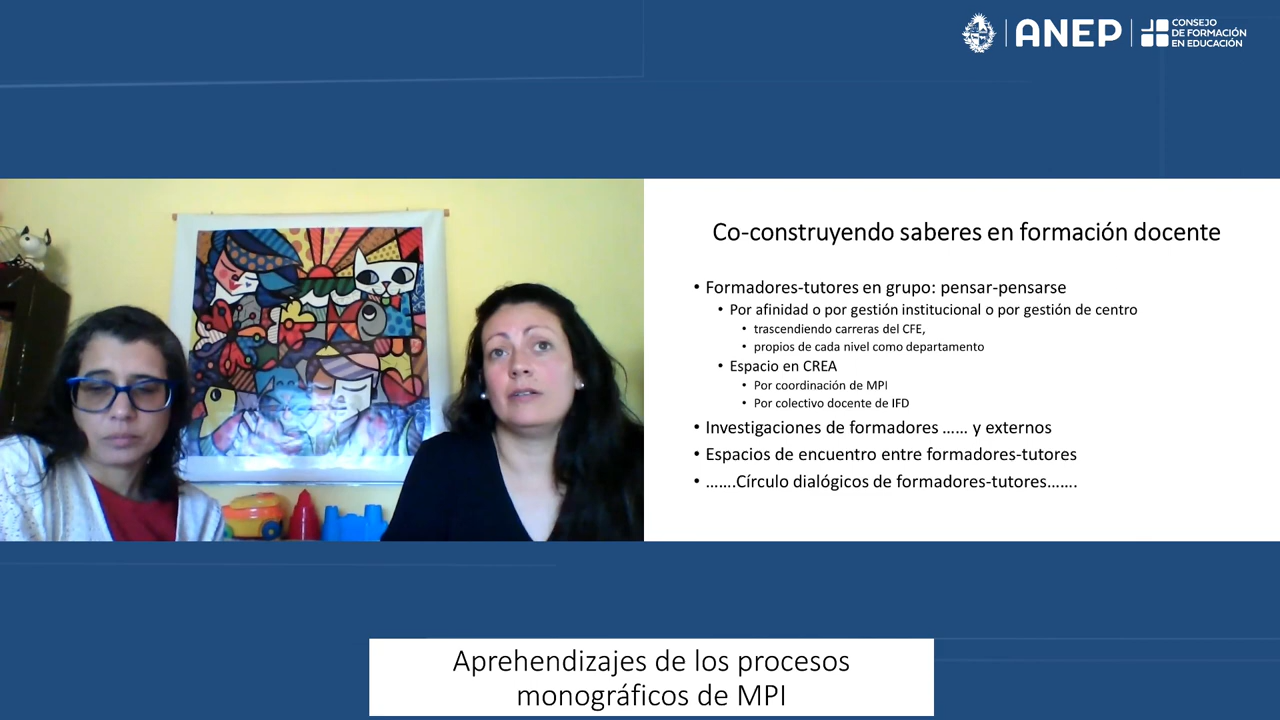 ANEP
CONSEJO
DE FORMACIÓN
EN EDUCACIÓN
Co-construyendo saberes en formación docente
• Formadores-tutores en grupo: pensar-pensarse
• Por afinidad o por gestión institucional o por gestión de centro
• trascendiendo carreras del CFE,
• propios de cada nivel como departamento
• Espacio en CREA
• Por coordinación de MPI
• Por colectivo docente de IFD
• Investigaciones de formadores …… y externos
• Espacios de encuentro entre formadores-tutores
• …….Círculo dialógicos de formadores-tutores…….
Aprehendizajes de los procesos
monográficos de MPI